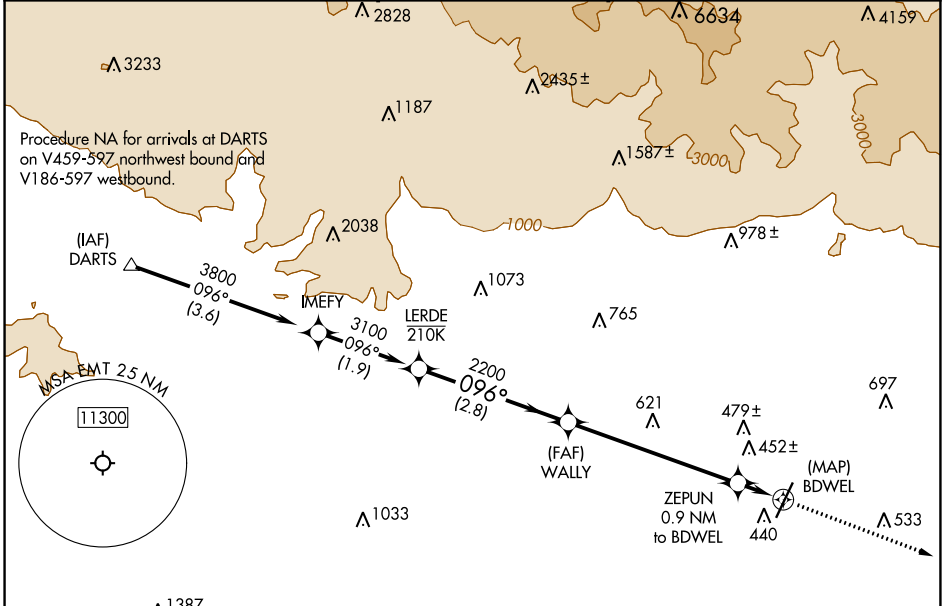 2828
6634
4159
3233
2435±
1187
3000
Procedure NA for arrivals at DARTS
on V459-597 northwest bound and
V186-597 westbound.
1587±
3000
2038
1000
978±
(IAF)
DARTS
3800
096°
(3.6)
IMEFY
1073
LERDE
210K
765
3100
096°
(1.9)
2200
096°
(2.8)
MSA EMT 25 NM
11300
621
479±
697
452±
(FAF)
WALLY
(MAP)
BDWEL
ZEPUN
0.9 NM
to BDWEL
1033
440
533
1387